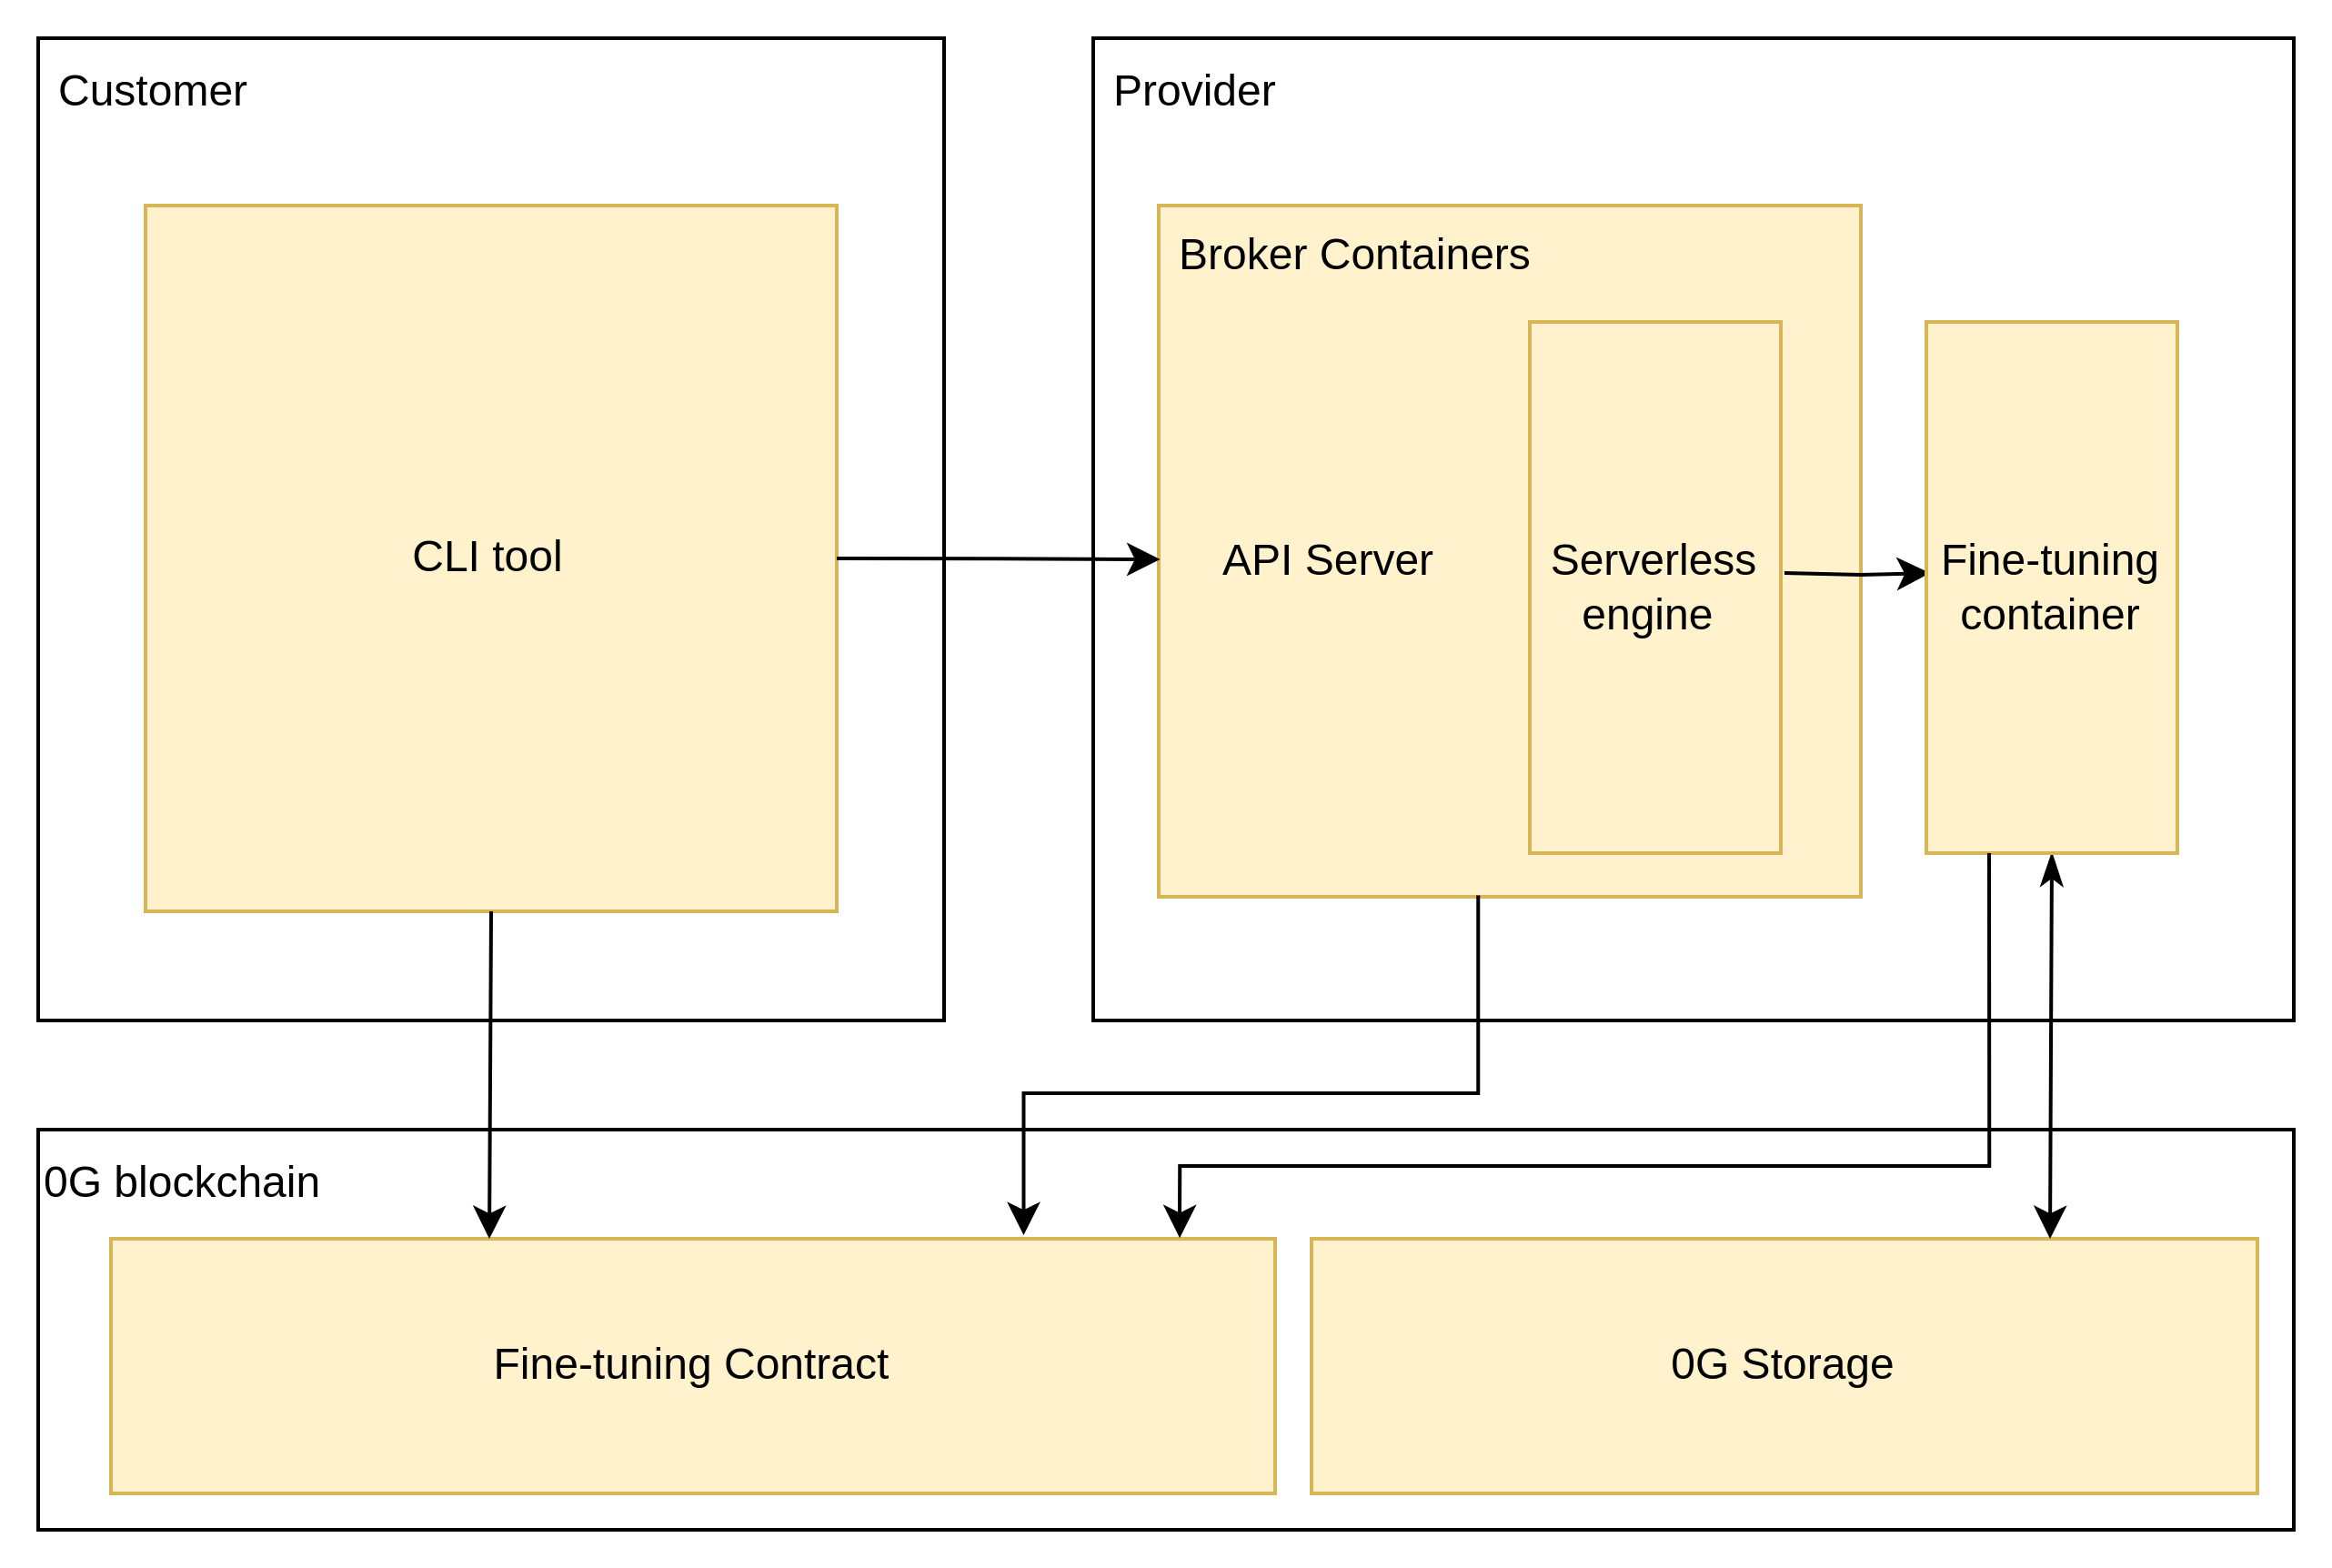 Customer
Provider
Broker Containers
CLI tool
API Server
Serverless
engine
Fine-tuning
container
0G blockchain
Fine-tuning Contract
0G Storage